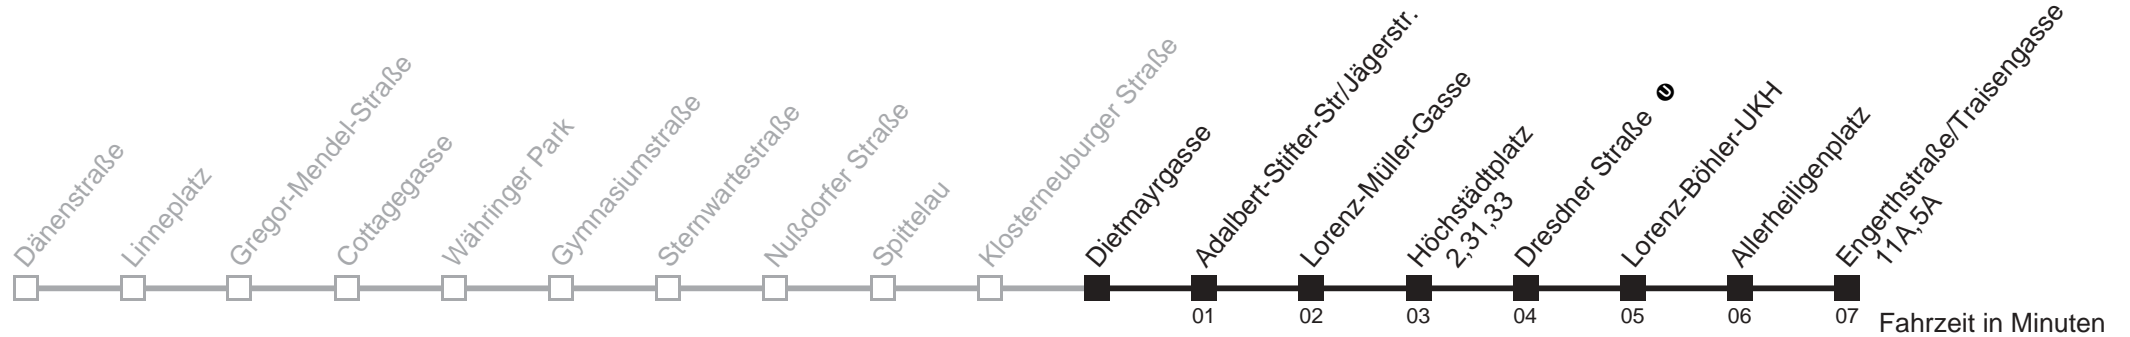 Dänenstraße
Linneplatz
Gregor-Mendel-Straße
Cottagegasse
Währinger Park
Gymnasiumstraße
Sternwartestraße
Nußdorfer Straße
Spittelau
Klosterneuburger Straße
Dietmayrgasse
Adalbert-Stifter-Str/Jägerstr.
Lorenz-Müller-Gasse
Höchstädtplatz
2,31,33
Dresdner Straße U
Lorenz-Böhler-UKH
Allerheiligenplatz
Engerthstraße/Traisengasse
11A,5A
01 02 03 04 05 06 07 Fahrzeit in Minuten